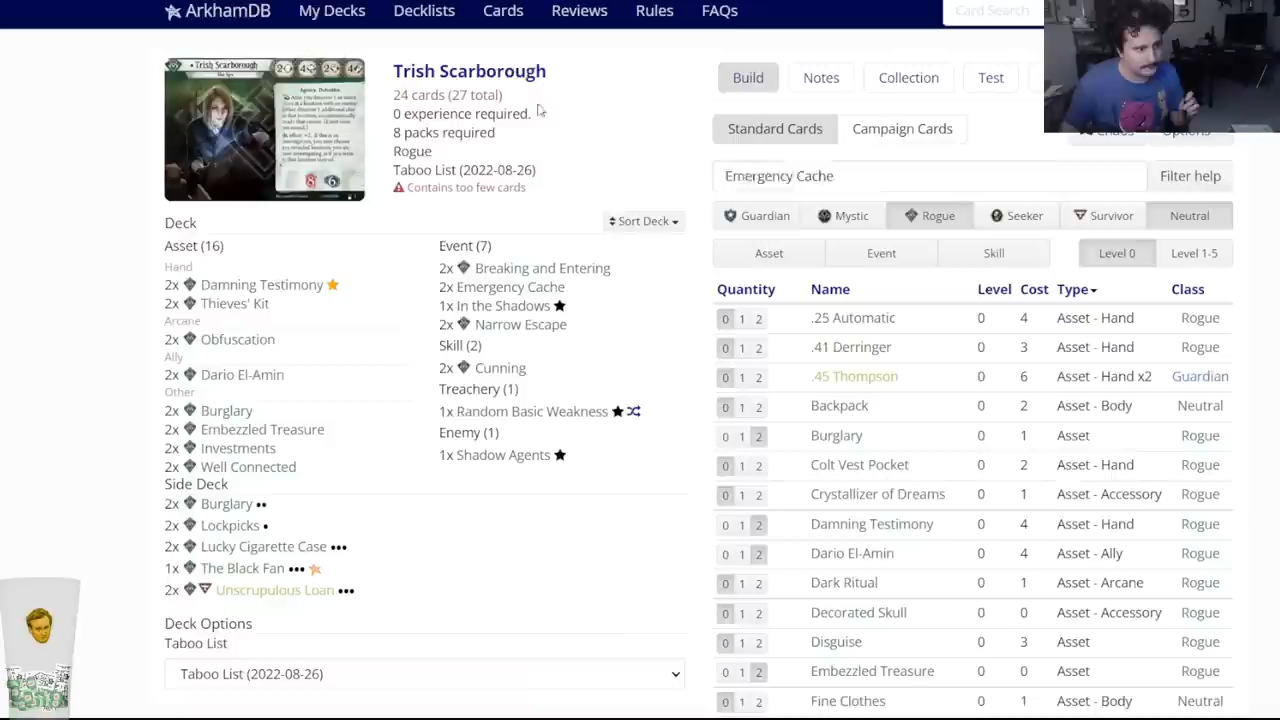 ArkhamDB
My Decks
Decklists
Cards
Reviews
Rules
FAQs
Card Search
Trish Scarborough
The Spy
2
4
2
4
8
6
Trish Scarborough
24 cards (27 total)
0 experience required.
8 packs required
Rogue
Taboo List (2022-08-26)
Contains too few cards
Deck
Sort Deck
Asset (16)
Hand
2x Damning Testimony
2x Thieves' Kit
Arcane
2x Obfuscation
Ally
2x Dario El-Amin
Other
2x Burglary
2x Embezzled Treasure
2x Investments
2x Well Connected
Event (7)
2x Breaking and Entering
2x Emergency Cache
1x In the Shadows
2x Narrow Escape
Skill (2)
2x Cunning
Treachery (1)
1x Random Basic Weakness
Enemy (1)
1x Shadow Agents
Side Deck
2x Burglary ••
2x Lockpicks •
2x Lucky Cigarette Case •••
1x The Black Fan •••
2x Unscrupulous Loan •••
Deck Options
Taboo List
Taboo List (2022-08-26)
Build
Notes
Collection
Test
Standard Cards
Campaign Cards
Options
Emergency Cache
Filter help
Guardian
Mystic
Rogue
Seeker
Survivor
Neutral
Asset
Event
Skill
Level 0
Level 1-5
Quantity Name Level Cost Type Class
0 1 2 .25 Automatic 0 4 Asset - Hand Rogue
0 1 2 .41 Derringer 0 3 Asset - Hand Rogue
0 1 2 .45 Thompson 0 6 Asset - Hand x2 Guardian
0 1 2 Backpack 0 2 Asset - Body Neutral
0 1 2 Burglary 0 1 Asset Rogue
0 1 2 Colt Vest Pocket 0 2 Asset - Hand Rogue
0 1 2 Crystallizer of Dreams 0 1 Asset - Accessory Rogue
0 1 2 Damning Testimony 0 4 Asset - Hand Rogue
0 1 2 Dario El-Amin 0 4 Asset - Ally Rogue
0 1 2 Dark Ritual 0 1 Asset - Arcane Rogue
0 1 2 Decorated Skull 0 0 Asset - Accessory Rogue
0 1 2 Disguise 0 3 Asset Rogue
0 1 2 Embezzled Treasure 0 0 Asset Rogue
0 1 2 Fine Clothes 0 1 Asset - Body Neutral